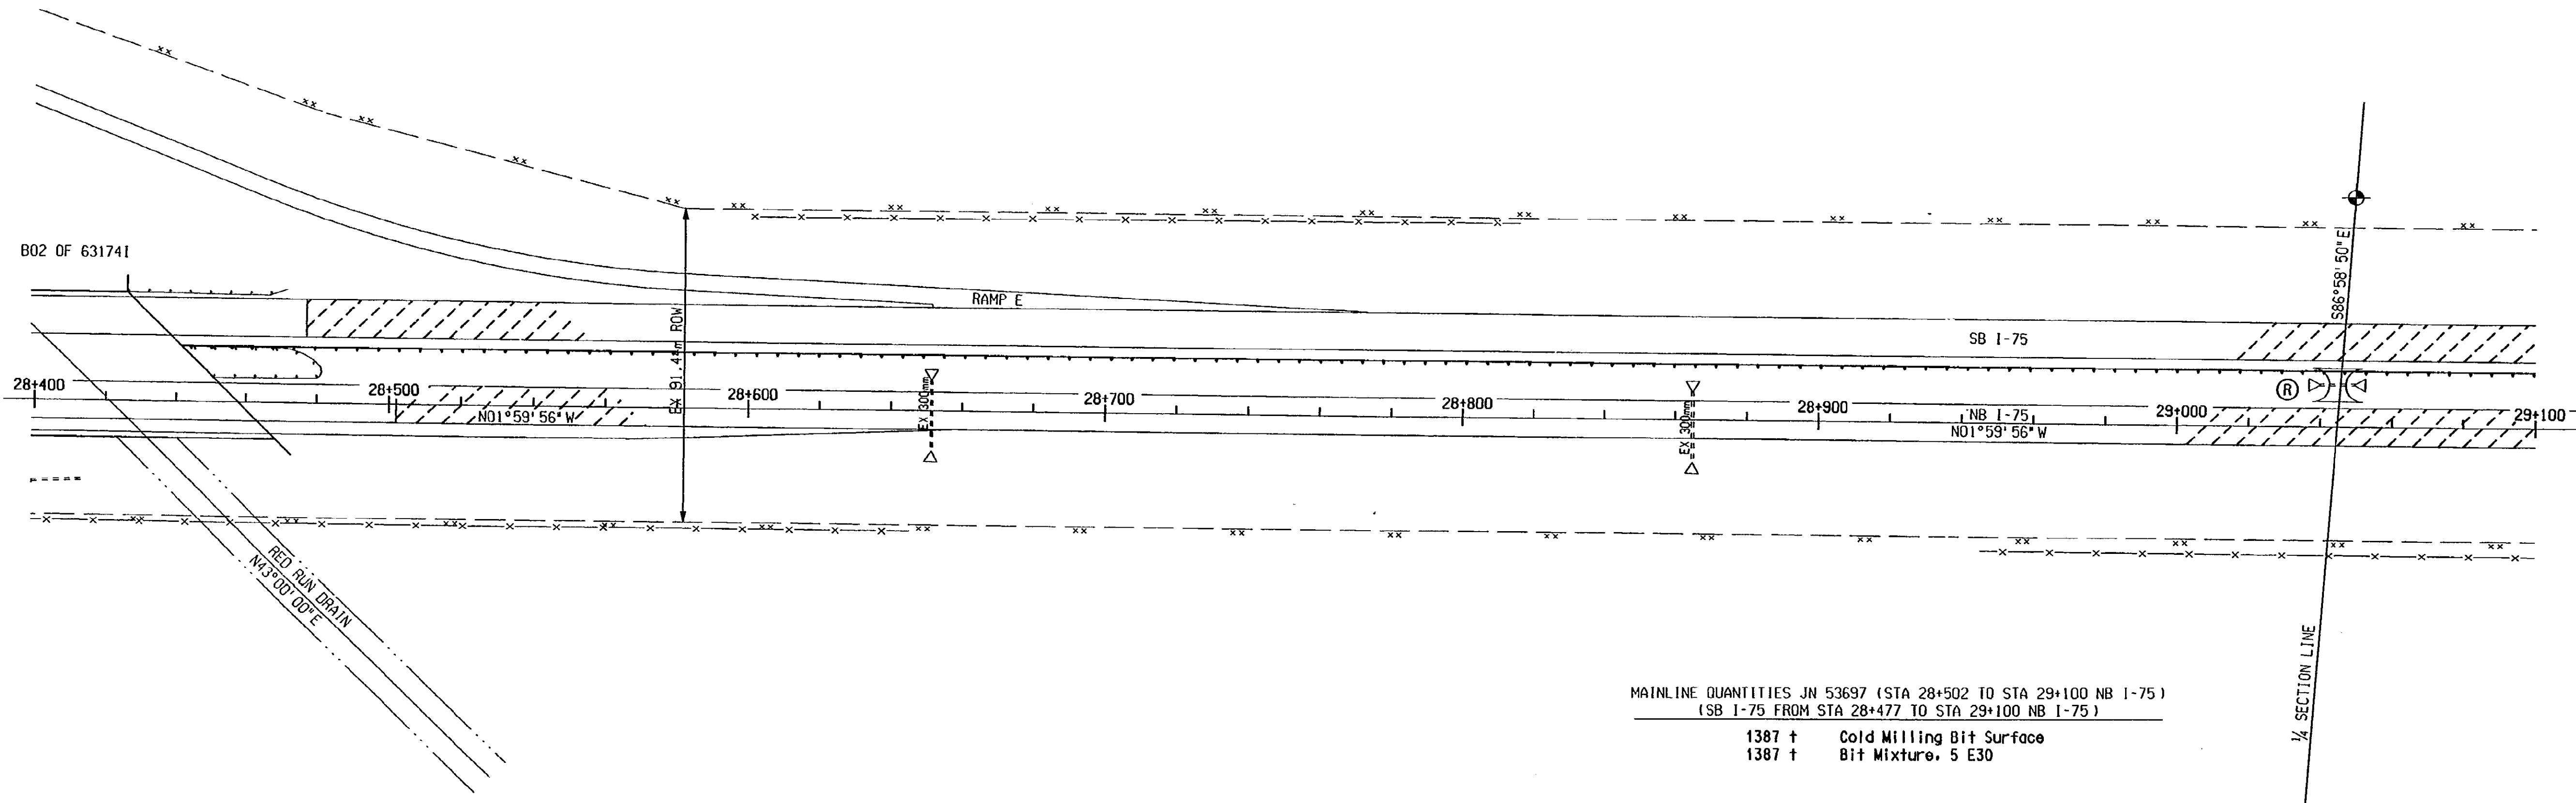 B02 OF 63174I
RAMP E
SB I-75
EX 91.44m ROW
S86°58'50"E
28+400
28+500
28+600
28+700
28+800
28+900
29+000
29+100
N01°59'56"W
EX 300mm
EX 300mm
NB I-75
N01°59'56"W
R
RED RUN DRAIN
N43°00'00"E
1/4 SECTION LINE
MAINLINE QUANTITIES JN 53697 (STA 28+502 TO STA 29+100 NB I-75)
(SB I-75 FROM STA 28+477 TO STA 29+100 NB I-75)
1387 t Cold Milling Bit Surface
1387 t Bit Mixture, 5 E30